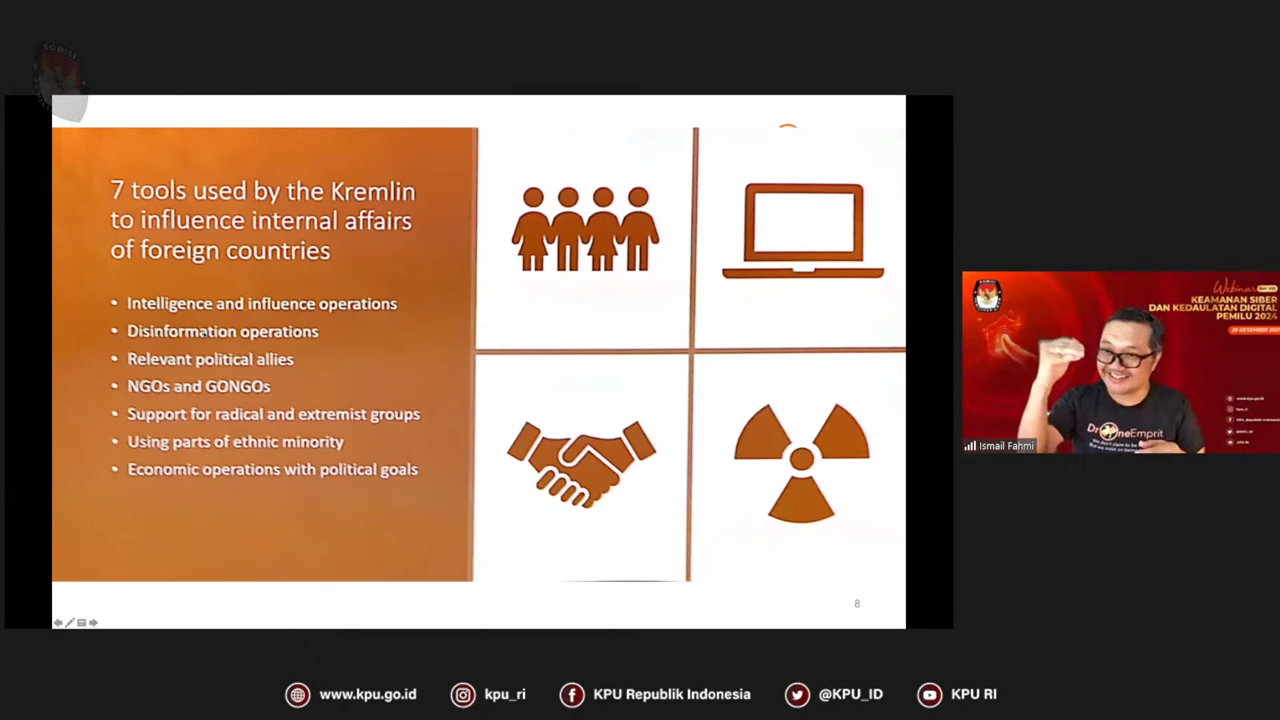 KOMISI
7 tools used by the Kremlin
to influence internal affairs
of foreign countries
• Intelligence and influence operations
• Disinformation operations
• Relevant political allies
• NGOs and GONGOs
• Support for radical and extremist groups
• Using parts of ethnic minority
• Economic operations with political goals
8
Webinar
KEAMANAN SIBER
DAN KEDAULATAN DIGITAL
PEMILU 2024
DroneEmprit
Ismail Fahmi
www.kpu.go.id
kpu_ri
KPU Republik Indonesia
@KPU_ID
KPU RI